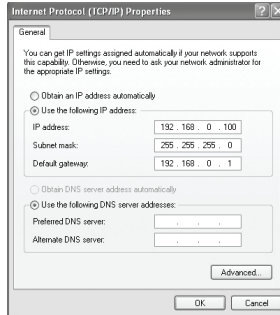 Internet Protocol (TCP/IP) Properties
General
You can get IP settings assigned automatically if your network supports
this capability. Otherwise, you need to ask your network administrator for
the appropriate IP settings.
Obtain an IP address automatically
Use the following IP address:
IP address: 192 . 168 . 0 . 100
Subnet mask: 255 . 255 . 255 . 0
Default gateway: 192 . 168 . 0 . 1
Obtain DNS server address automatically
Use the following DNS server addresses:
Preferred DNS server: . . .
Alternate DNS server: . . .
Advanced...
OK Cancel